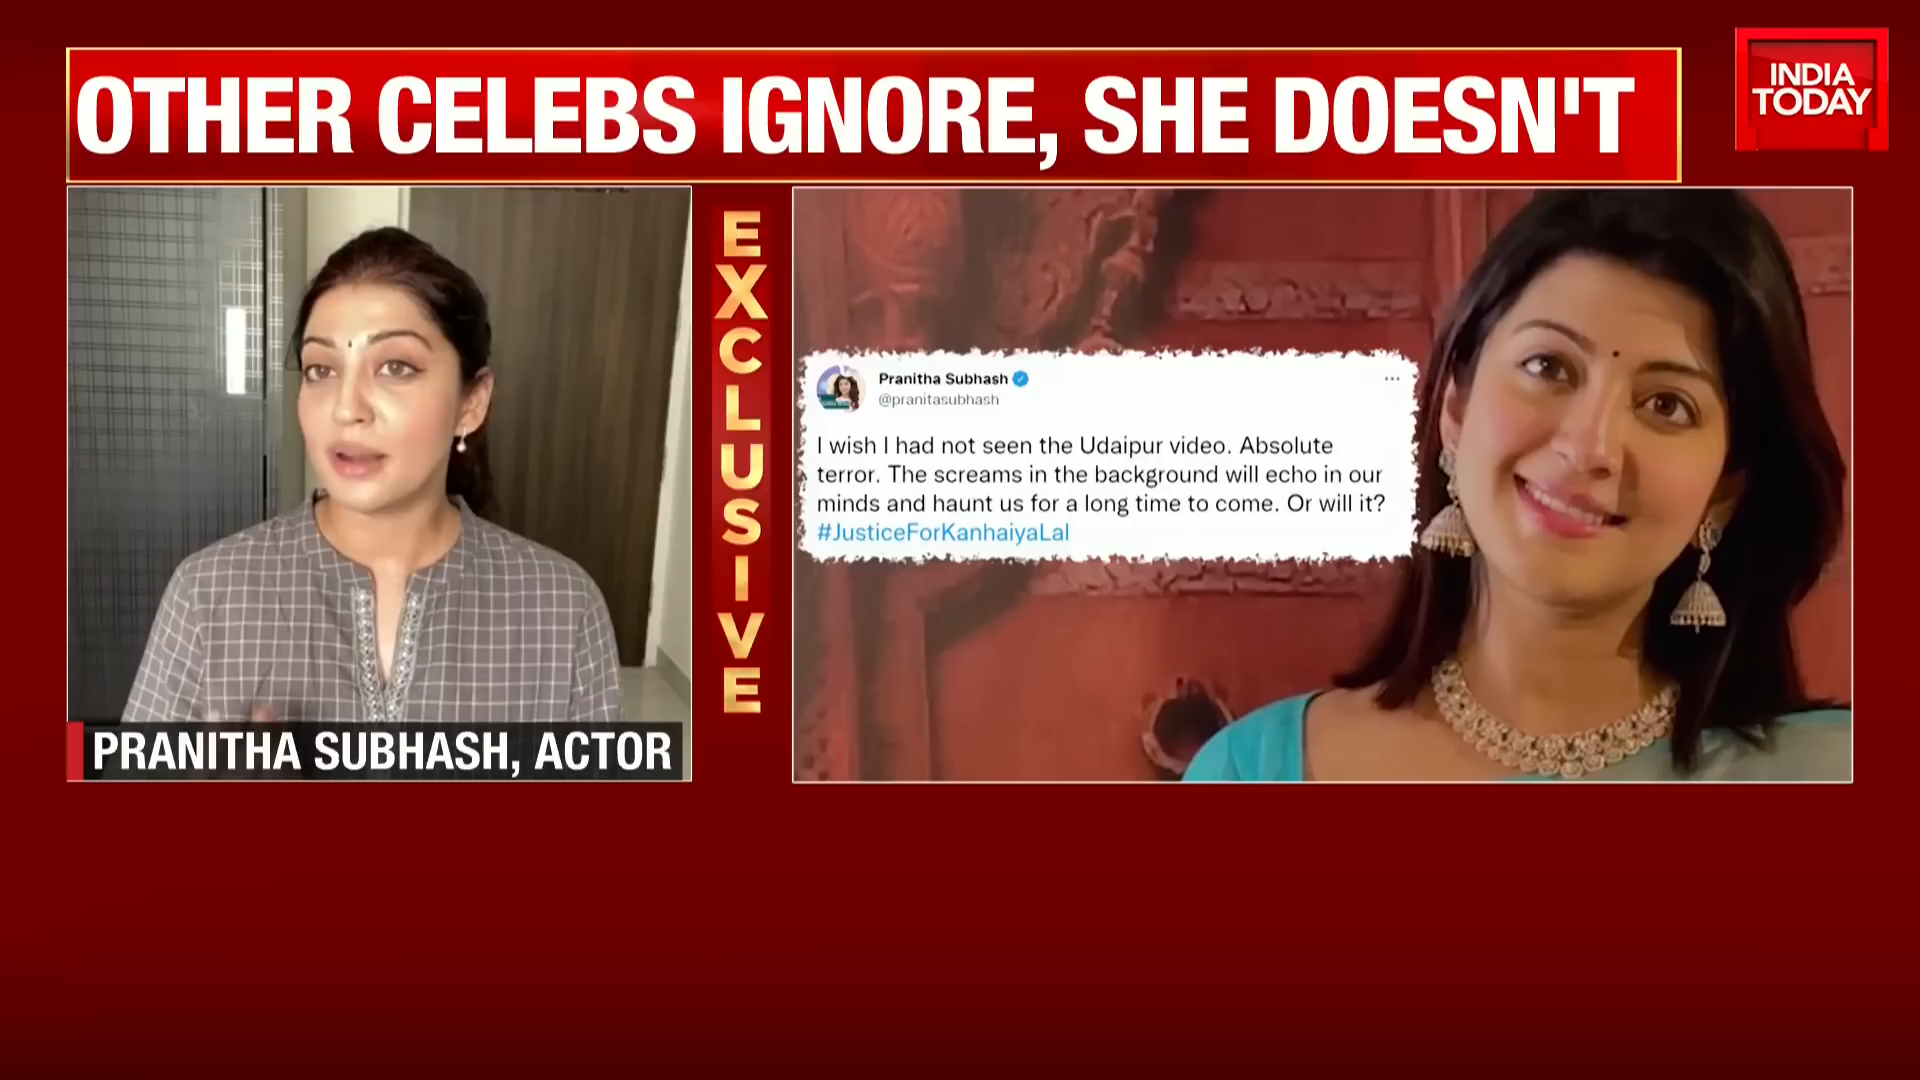 OTHER CELEBS IGNORE, SHE DOESN'T
INDIA
TODAY
EXCLUSIVE
Pranitha Subhash
@pranitasubhash
I wish I had not seen the Udaipur video. Absolute
terror. The screams in the background will echo in our
minds and haunt us for a long time to come. Or will it?
#JusticeForKanhaiyaLal
PRANITHA SUBHASH, ACTOR